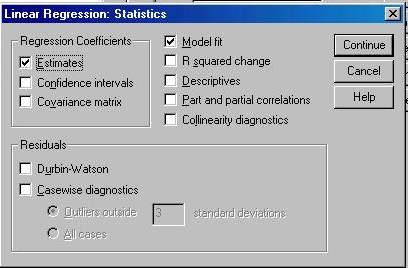 Linear Regression: Statistics
Regression Coefficients
Estimates
Confidence intervals
Covariance matrix
Model fit
R squared change
Descriptives
Part and partial correlations
Collinearity diagnostics
Continue
Cancel
Help
Residuals
Durbin-Watson
Casewise diagnostics
Outliers outside 3 standard deviations
All cases